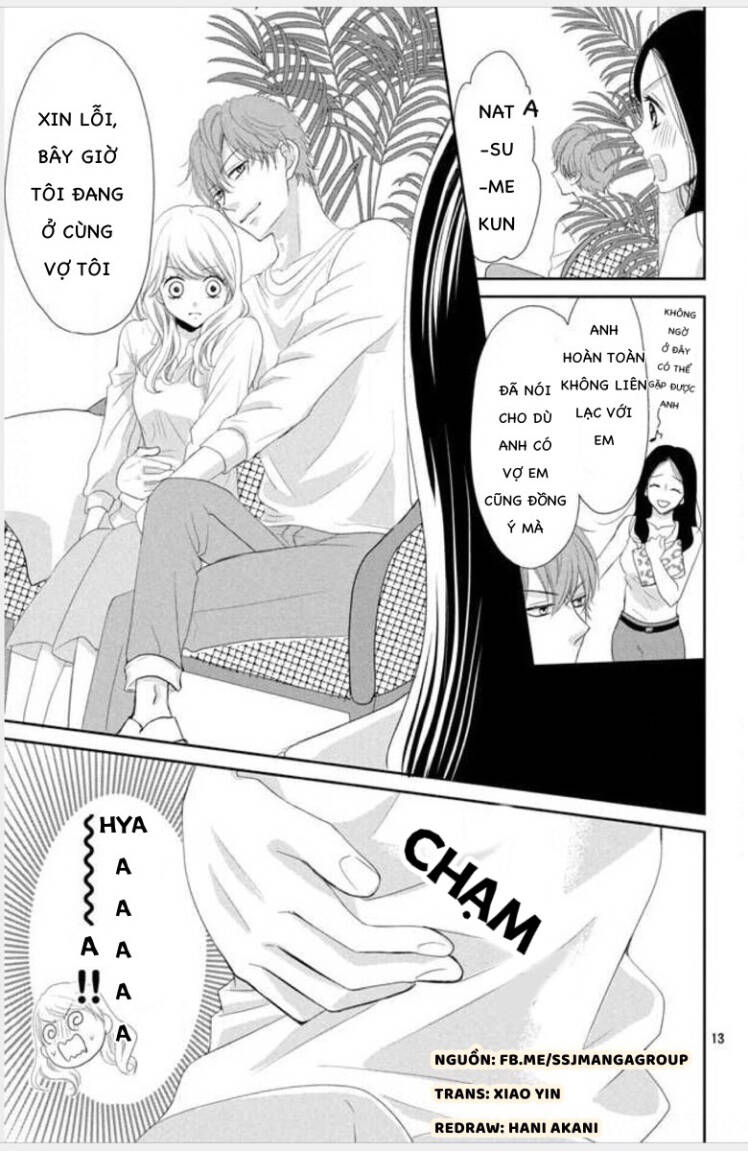 NAT A
-SU
-ME
KUN
KHÔNG
NGỜ
Ở ĐÂY
CÓ THỂ
GẶP ĐƯỢC
ANH
ANH
HOÀN TOÀN
KHÔNG LIÊN
LẠC VỚI
EM
ĐÃ NÓI
CHO DÙ
ANH CÓ
VỢ EM
CŨNG ĐỒNG
Ý MÀ
XIN LỖI,
BÂY GIỜ
TÔI ĐANG
Ở CÙNG
VỢ TÔI
CHẠM
HYA
A
A
A
A
A
A
!!
13
NGUỒN: FB.ME/SSJMANGAGROUP
TRANS: XIAO YIN
REDRAW: HANI AKANI